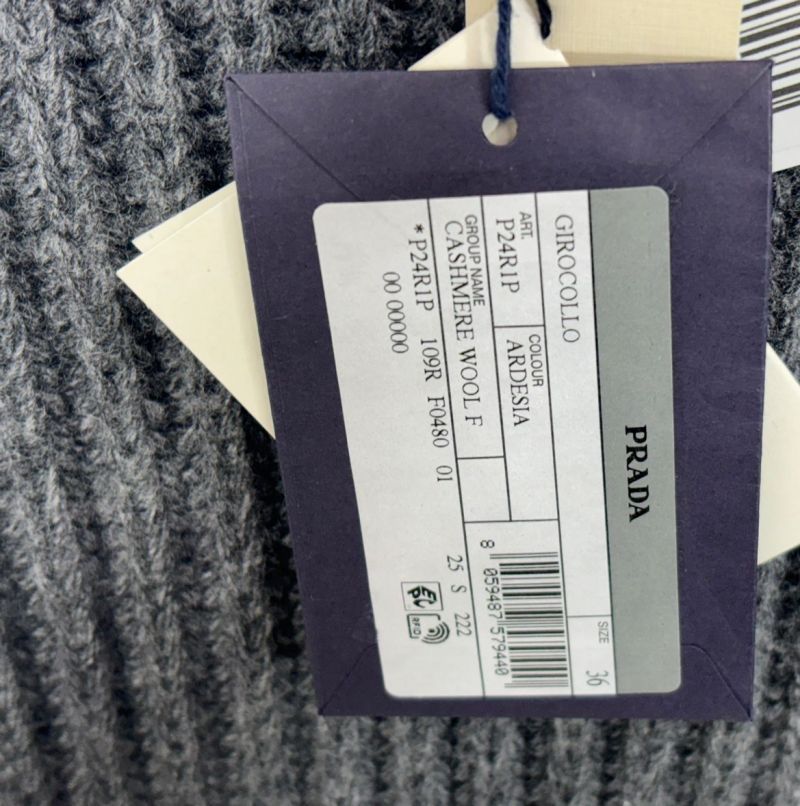 PRADA
SIZE
GIROCOLLO 36
ART. COLOUR
P24R1P ARDESIA
GROUP NAME
CASHMERE WOOL F
8 059487 579440
*P24R1P 109R F0480 01 25 S 222
00 00000
RFID